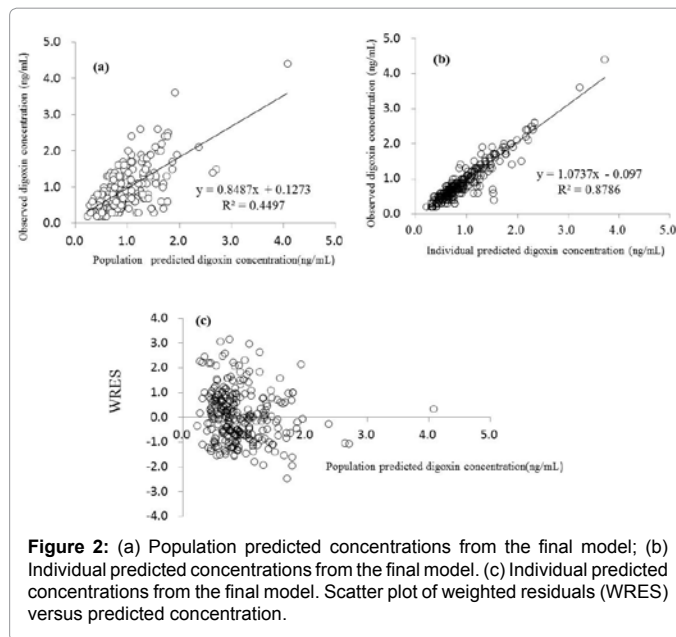 (a)
Observed digoxin concentration (ng/mL)
5.0
4.0
3.0
2.0
1.0
0.0
y = 0.8487x + 0.1273
R² = 0.4497
0.0 1.0 2.0 3.0 4.0 5.0
Population predicted digoxin concentration(ng/mL)
(b)
Observed digoxin concentration (ng/mL)
5.0
4.0
3.0
2.0
1.0
0.0
y = 1.0737x - 0.097
R² = 0.8786
0.0 1.0 2.0 3.0 4.0 5.0
Individual predicted digoxin concentration (ng/mL)
(c)
WRES
4.0
3.0
2.0
1.0
0.0
-1.0
-2.0
-3.0
-4.0
0.0 1.0 2.0 3.0 4.0 5.0
Population predicted digoxin concentration(ng/mL)
Figure 2: (a) Population predicted concentrations from the final model; (b)
Individual predicted concentrations from the final model. (c) Individual predicted
concentrations from the final model. Scatter plot of weighted residuals (WRES)
versus predicted concentration.